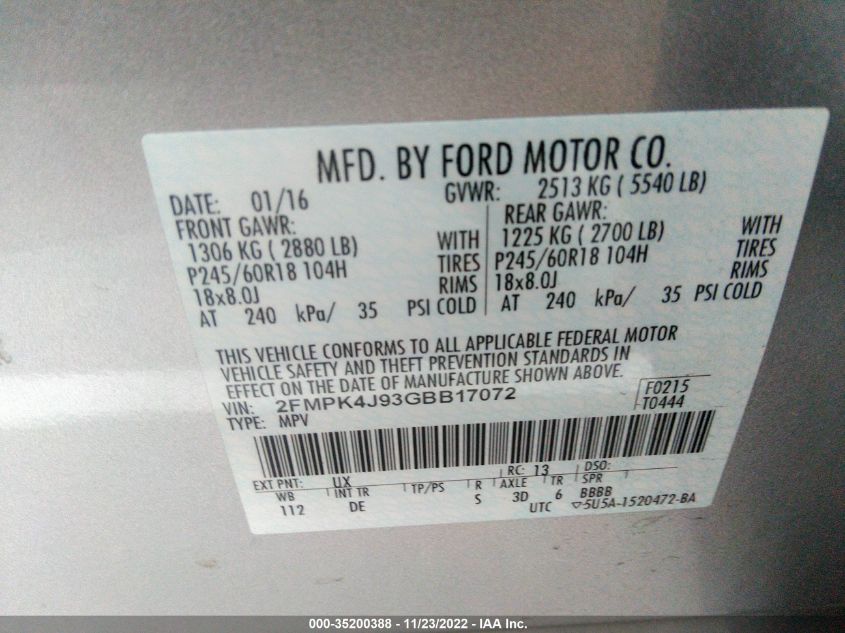 MFD. BY FORD MOTOR CO.
DATE: 01/16 GVWR: 2513 KG ( 5540 LB)
FRONT GAWR: REAR GAWR:
1306 KG ( 2880 LB) WITH 1225 KG ( 2700 LB) WITH
P245/60R18 104H TIRES P245/60R18 104H TIRES
18x8.0J RIMS 18x8.0J RIMS
AT 240 kPa/ 35 PSI COLD AT 240 kPa/ 35 PSI COLD
THIS VEHICLE CONFORMS TO ALL APPLICABLE FEDERAL MOTOR
VEHICLE SAFETY AND THEFT PREVENTION STANDARDS IN
EFFECT ON THE DATE OF MANUFACTURE SHOWN ABOVE.
VIN: 2FMPK4J93GBB17072 F0215
TYPE: MPV T0444
EXT PNT: UX RC: 13 DSO:
WB INT TR TP/PS R AXLE TR SPR
112 DE S 3D 6 BBBB
UTC ▽5U5A-1520472-BA
000-35200388 - 11/23/2022 - IAA Inc.